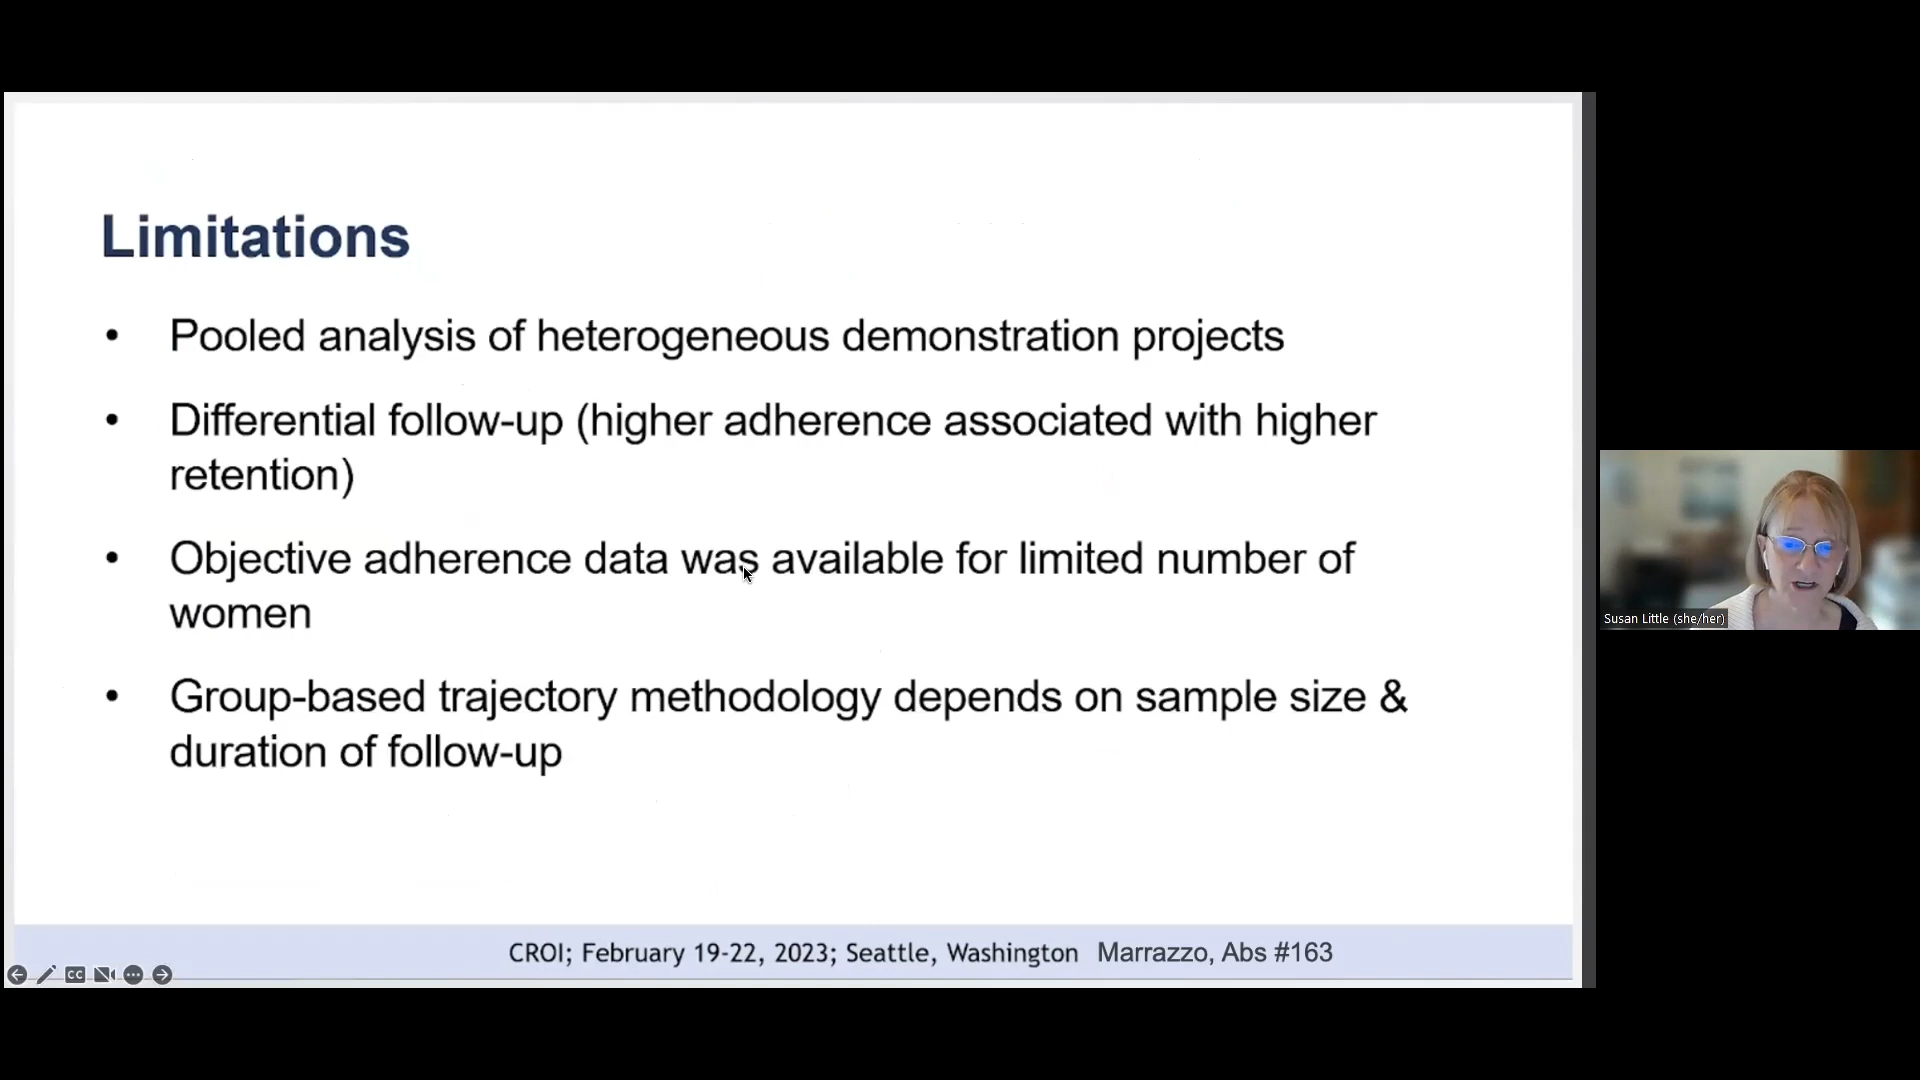 Limitations
• Pooled analysis of heterogeneous demonstration projects
• Differential follow-up (higher adherence associated with higher
retention)
• Objective adherence data was available for limited number of
women
• Group-based trajectory methodology depends on sample size &
duration of follow-up
CROI; February 19-22, 2023; Seattle, Washington Marrazzo, Abs #163
CC
Susan Little (she/her)